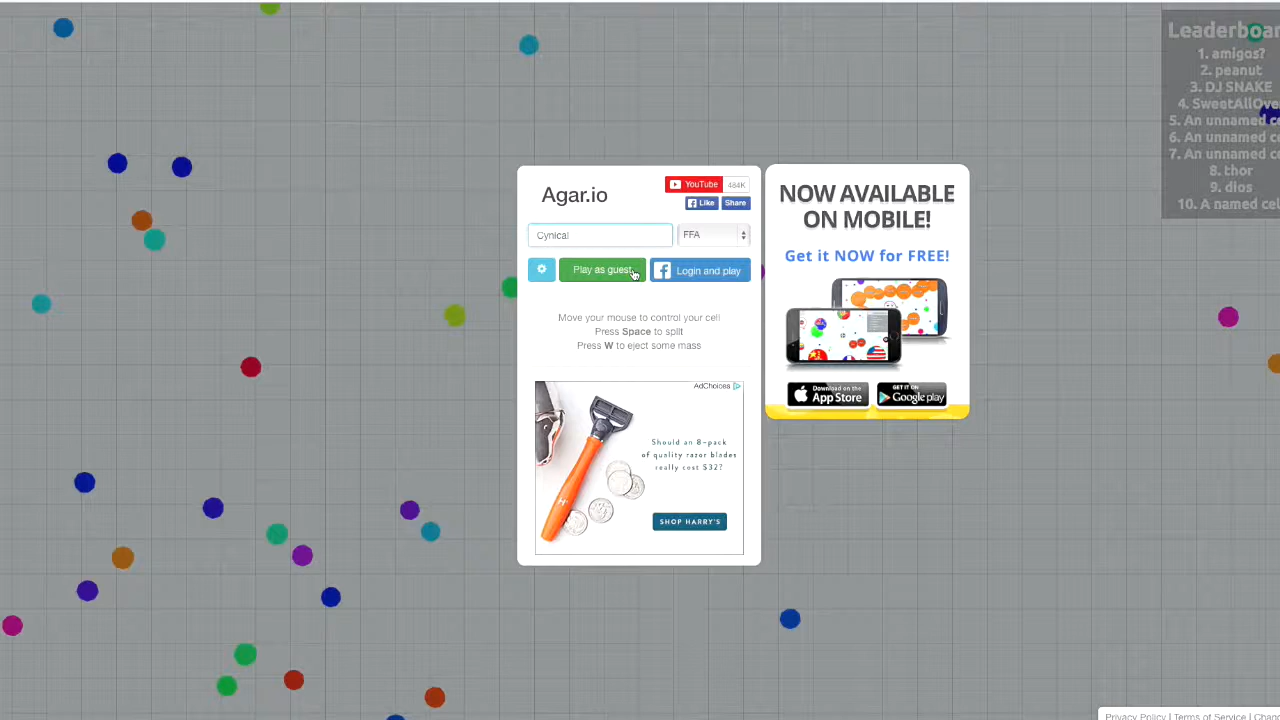 Leaderboar
1. amigos?
2. peanut
3. DJ SNAKE
4. SweetAllOve
5. An unnamed ce
6. An unnamed ce
7. An unnamed ce
8. thor
9. dios
10. A named cel
Agar.io
YouTube 484K
Like Share
Cynical
FFA
Play as guest
Login and play
Move your mouse to control your cell
Press Space to split
Press W to eject some mass
AdChoices
Should an 8-pack
of quality razor blades
really cost $32?
SHOP HARRY'S
NOW AVAILABLE
ON MOBILE!
Get it NOW for FREE!
Download on the
App Store
GET IT ON
Google play
Privacy Policy | Terms of Service | Chan